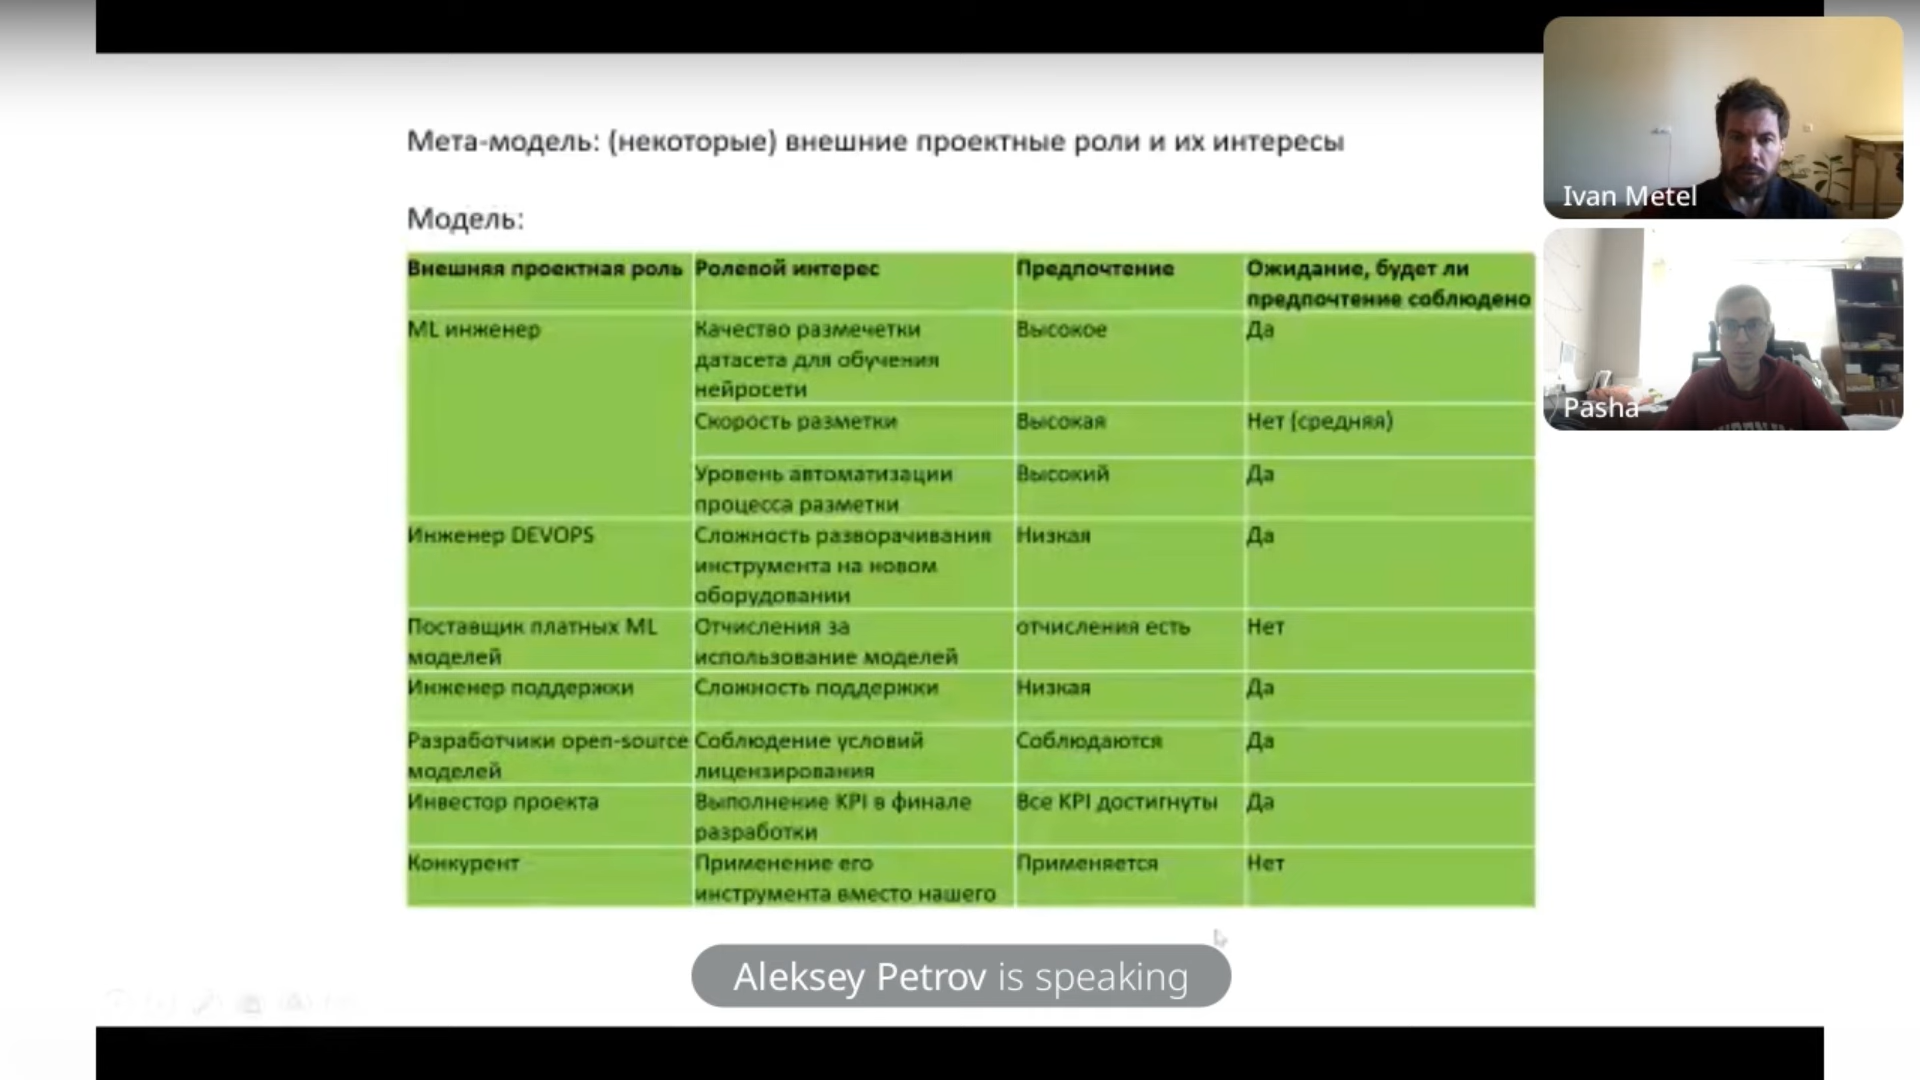 Мета-модель: (некоторые) внешние проектные роли и их интересы
Модель:
Внешняя проектная роль
Ролевой интерес
Предпочтение
Ожидание, будет ли
предпочтение соблюдено
ML инженер
Качество размечетки
датасета для обучения
нейросети
Высокое
Да
Скорость разметки
Высокая
Нет (средняя)
Уровень автоматизации
процесса разметки
Высокий
Да
Инженер DEVOPS
Сложность разворачивания
инструмента на новом
оборудовании
Низкая
Да
Поставщик платных ML
моделей
Отчисления за
использование моделей
отчисления есть
Нет
Инженер поддержки
Сложность поддержки
Низкая
Да
Разработчики open-source
моделей
Соблюдение условий
лицензирования
Соблюдаются
Да
Инвестор проекта
Выполнение KPI в финале
разработки
Все KPI достигнуты
Да
Конкурент
Применение его
инструмента вместо нашего
Применяется
Нет
Ivan Metel
Pasha
Aleksey Petrov is speaking